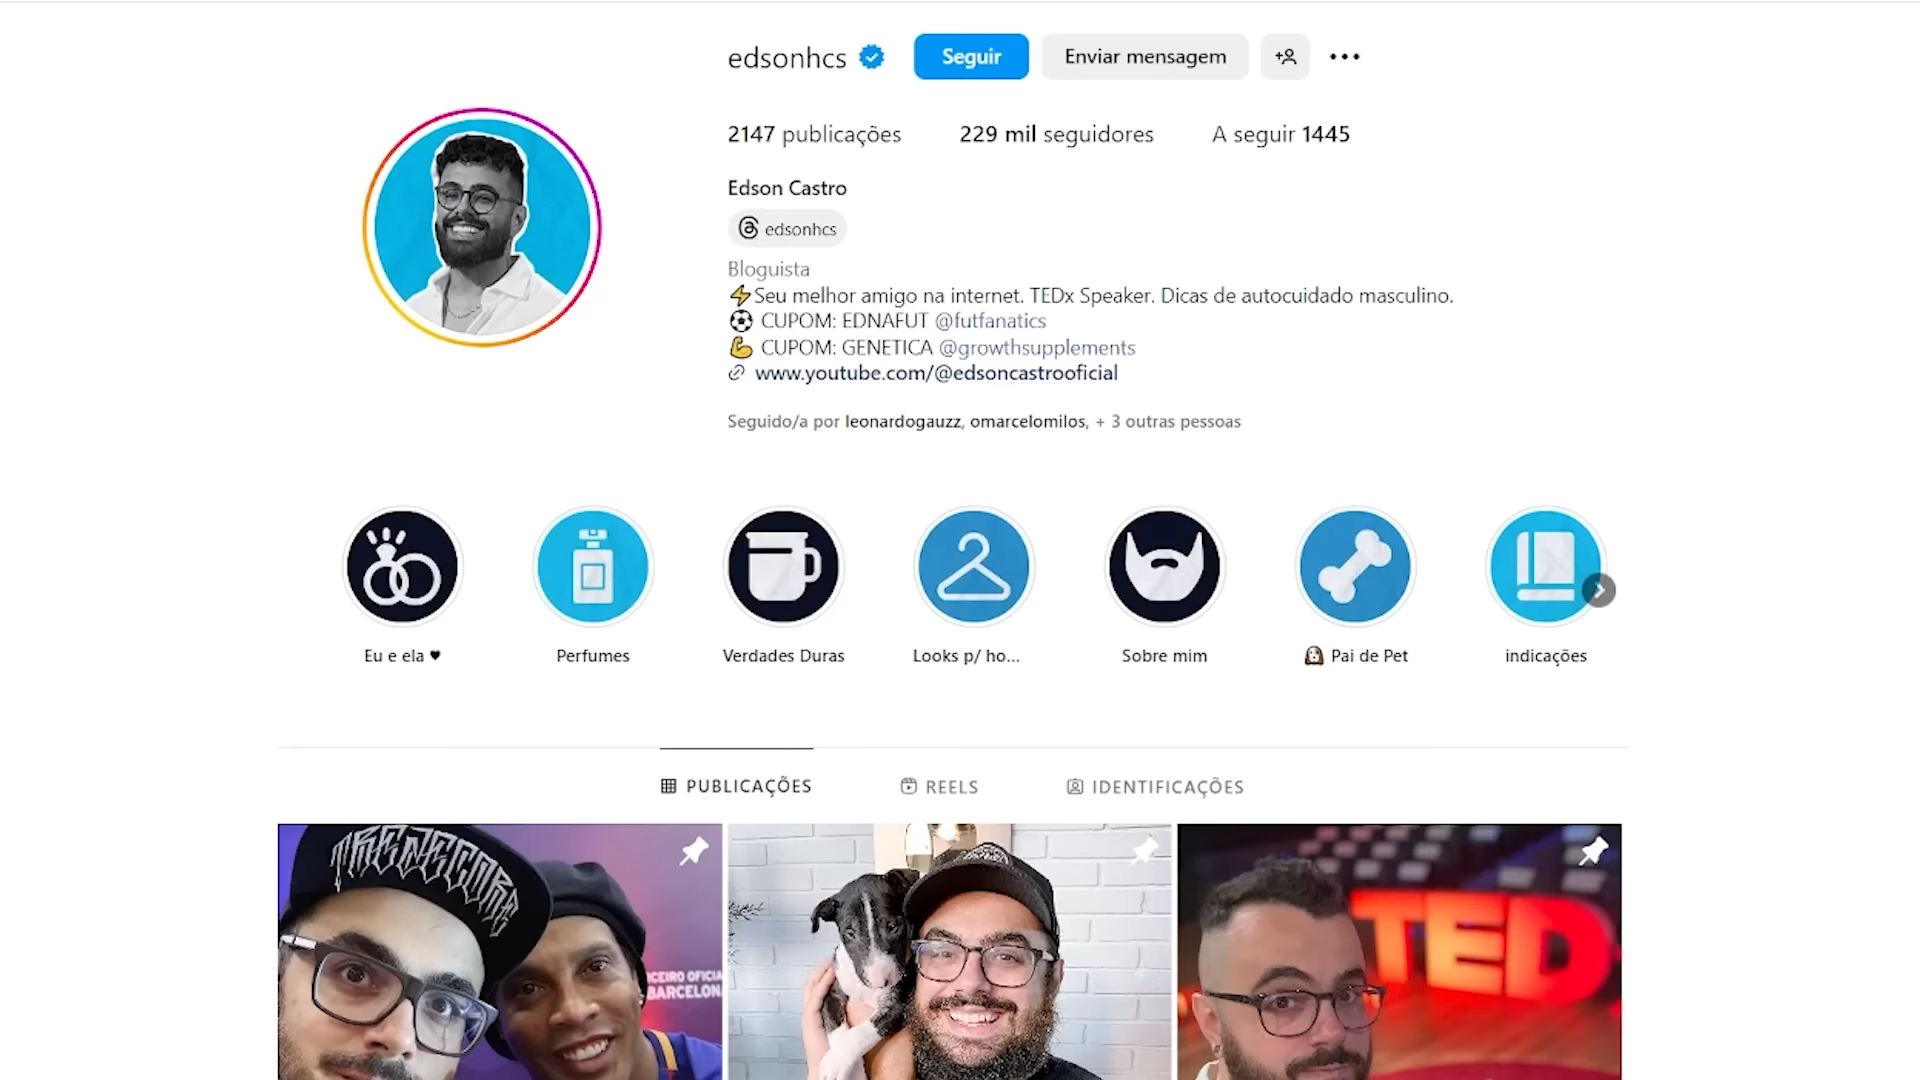 edsonhcs Seguir Enviar mensagem
2147 publicações 229 mil seguidores A seguir 1445
Edson Castro
edsonhcs
Bloguista
⚡Seu melhor amigo na internet. TEDx Speaker. Dicas de autocuidado masculino.
⚽ CUPOM: EDNAFUT @futfanatics
💪 CUPOM: GENETICA @growthsupplements
www.youtube.com/@edsoncastrooficial
Seguido/a por leonardogauzz, omarcelomilos, + 3 outras pessoas
Eu e ela ♥ Perfumes Verdades Duras Looks p/ ho... Sobre mim 🐶 Pai de Pet indicações
PUBLICAÇÕES REELS IDENTIFICAÇÕES
TED